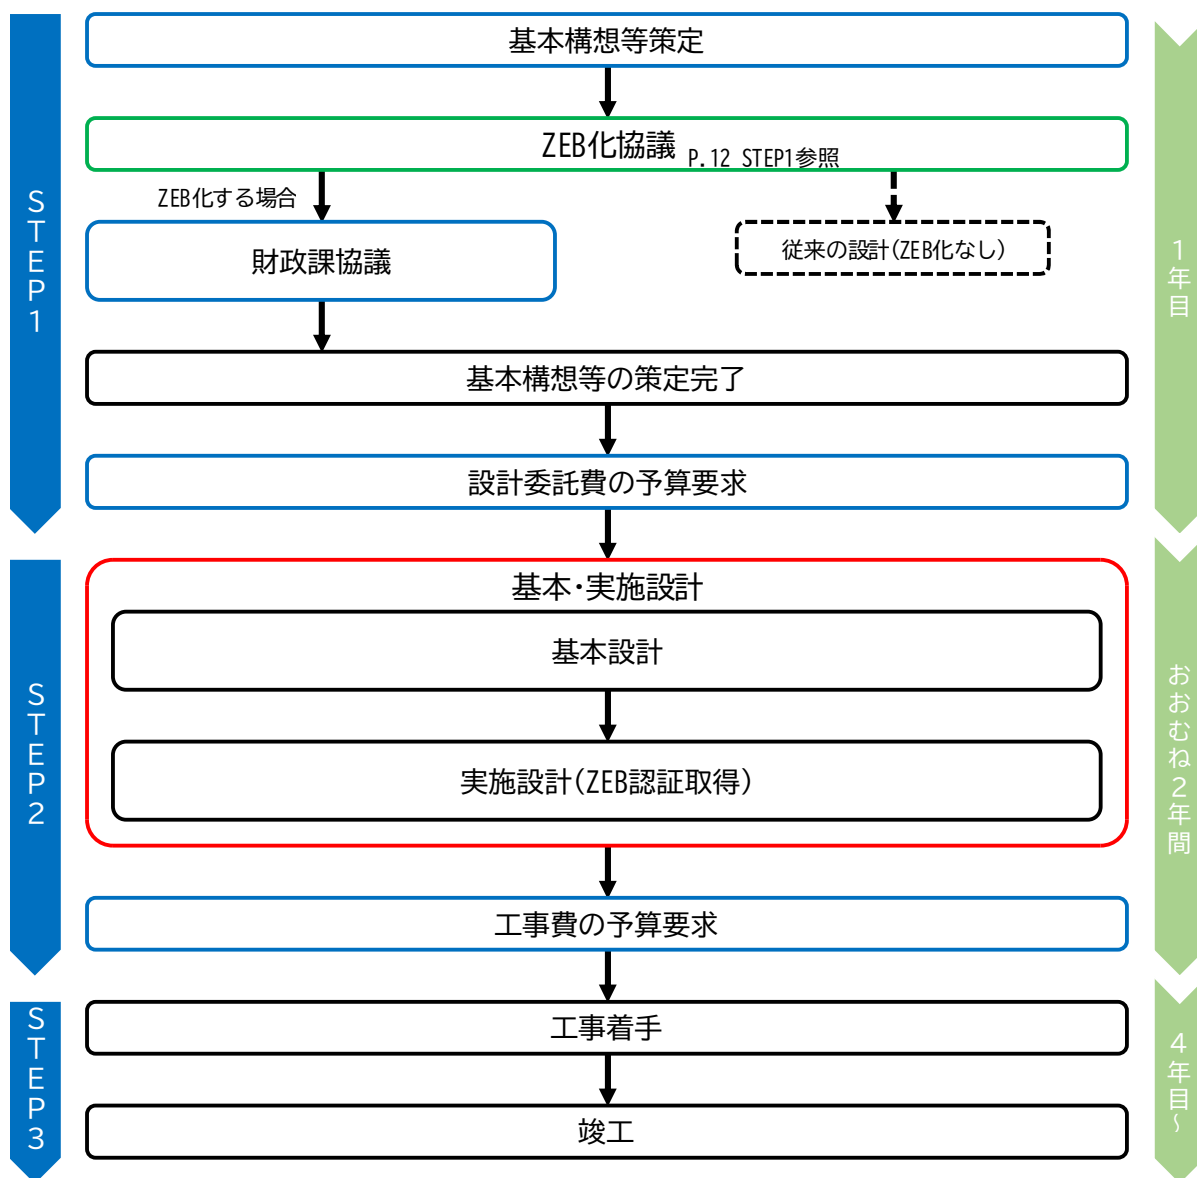 基本構想等策定
ZEB化協議 P.12 STEP1参照
ZEB化する場合
財政課協議
従来の設計(ZEB化なし)
基本構想等の策定完了
設計委託費の予算要求
基本・実施設計
基本設計
実施設計(ZEB認証取得)
工事費の予算要求
工事着手
竣工
STEP1
STEP2
STEP3
1年目
おおむね2年間
4年目~